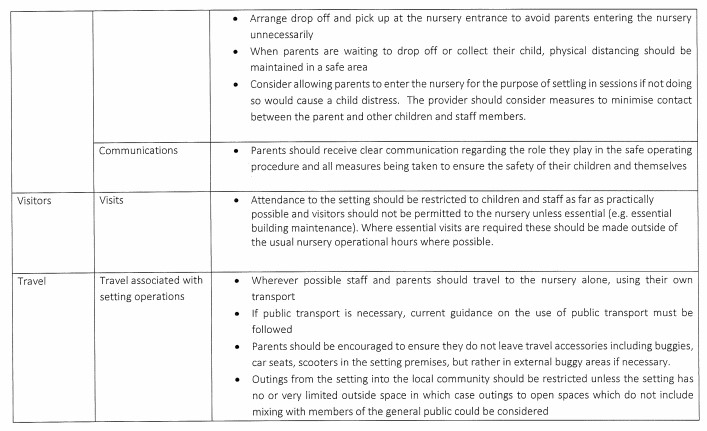 • Arrange drop off and pick up at the nursery entrance to avoid parents entering the nursery
unnecessarily
• When parents are waiting to drop off or collect their child, physical distancing should be
maintained in a safe area
• Consider allowing parents to enter the nursery for the purpose of settling in sessions if not doing
so would cause a child distress. The provider should consider measures to minimise contact
between the parent and other children and staff members.
Communications
• Parents should receive clear communication regarding the role they play in the safe operating
procedure and all measures being taken to ensure the safety of their children and themselves
Visitors
Visits
• Attendance to the setting should be restricted to children and staff as far as practically
possible and visitors should not be permitted to the nursery unless essential (e.g. essential
building maintenance). Where essential visits are required these should be made outside of
the usual nursery operational hours where possible.
Travel
Travel associated with
setting operations
• Wherever possible staff and parents should travel to the nursery alone, using their own
transport
• If public transport is necessary, current guidance on the use of public transport must be
followed
• Parents should be encouraged to ensure they do not leave travel accessories including buggies,
car seats, scooters in the setting premises, but rather in external buggy areas if necessary.
• Outings from the setting into the local community should be restricted unless the setting has
no or very limited outside space in which case outings to open spaces which do not include
mixing with members of the general public could be considered